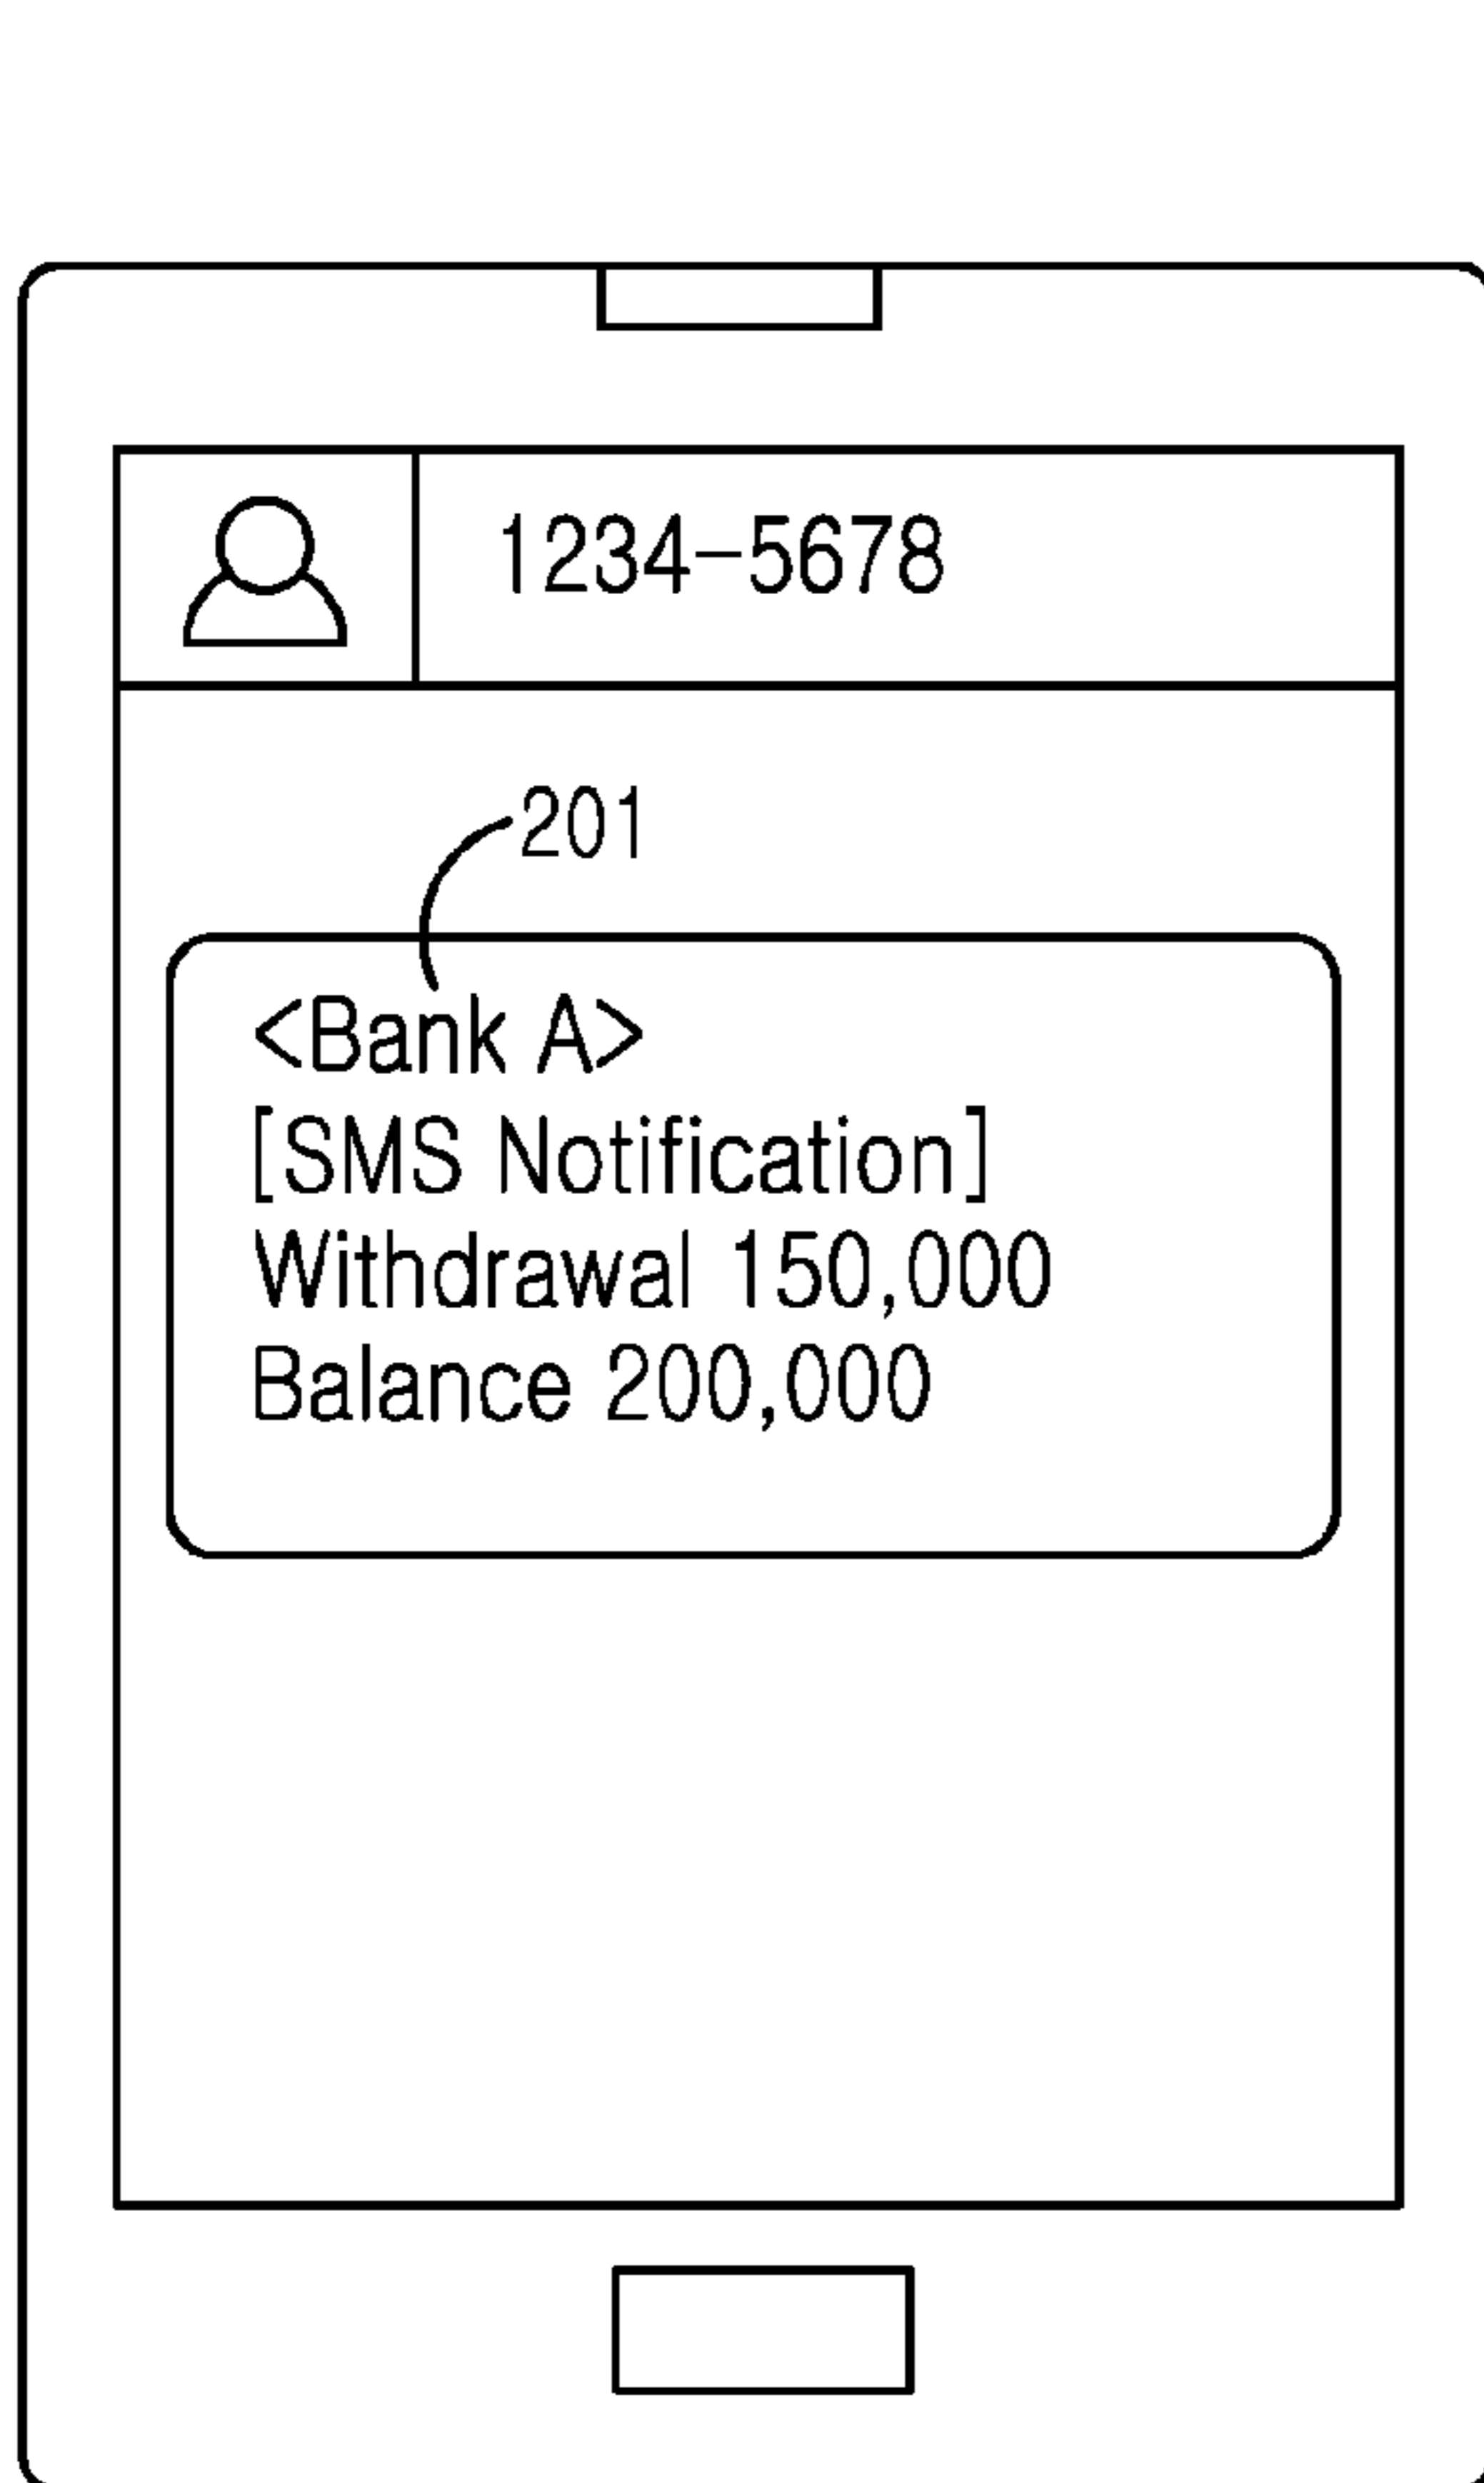 1234-5678
201
<Bank A>
[SMS Notification]
Withdrawal 150,000
Balance 200,000